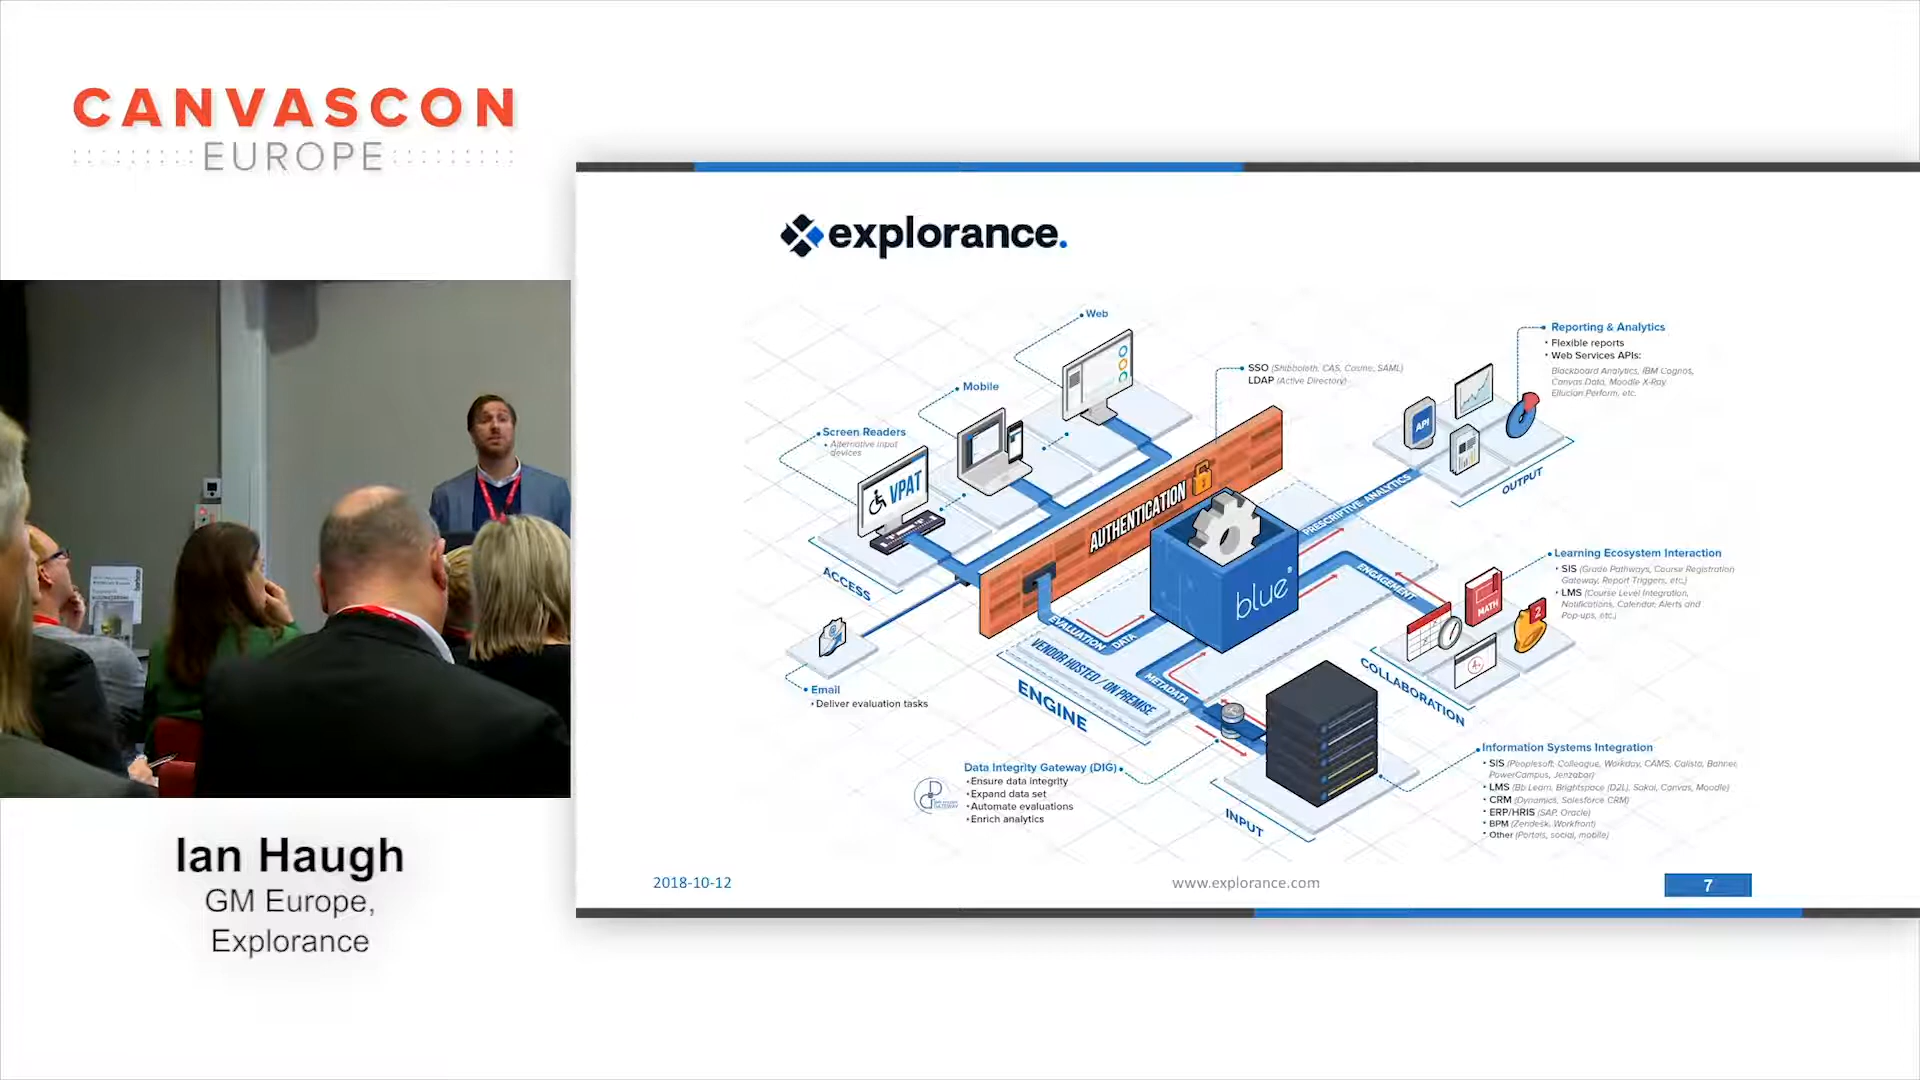 CANVASCON
EUROPE
explorance.
Web
Mobile
Screen Readers
• Alternative input
devices
VPAT
ACCESS
Email
• Deliver evaluation tasks
SSO (Shibboleth, CAS, Cosine, SAML)
LDAP (Active Directory)
AUTHENTICATION
blue
EVALUATION DATA
VENDOR HOSTED / ON PREMISE
ENGINE
METADATA
PRESCRIPTIVE ANALYTICS
ENGAGEMENT
Reporting & Analytics
• Flexible reports
• Web Services APIs:
Blackboard Analytics, IBM Cognos,
Canvas Data, Moodle X-Ray
Ellucian Perform, etc.
API
OUTPUT
Learning Ecosystem Interaction
• SIS (Grade Pathways, Course Registration
Gateway, Report Triggers, etc.)
• LMS (Course Level Integration,
Notifications, Calendar, Alerts and
Pop-ups, etc.)
MATH
2
COLLABORATION
Data Integrity Gateway (DIG)
• Ensure data integrity
• Expand data set
• Automate evaluations
• Enrich analytics
INPUT
Information Systems Integration
• SIS (Peoplesoft, Colleague, Workday, CAMS, Calista, Banner,
PowerCampus, Jenzabar)
• LMS (Bb Learn, Brightspace (D2L), Sakai, Canvas, Moodle)
• CRM (Dynamics, Salesforce CRM)
• ERP/HRIS (SAP, Oracle)
• BPM (Zendesk, Workfront)
• Other (Portals, social, mobile)
2018-10-12
www.explorance.com
7
Ian Haugh
GM Europe,
Explorance